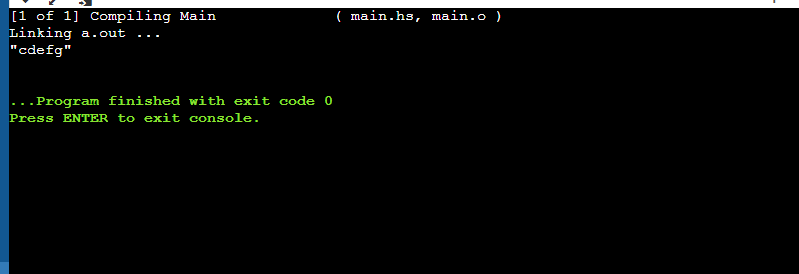 [1 of 1] Compiling Main             ( main.hs, main.o )
Linking a.out ...
"cdefg"
...Program finished with exit code 0
Press ENTER to exit console.